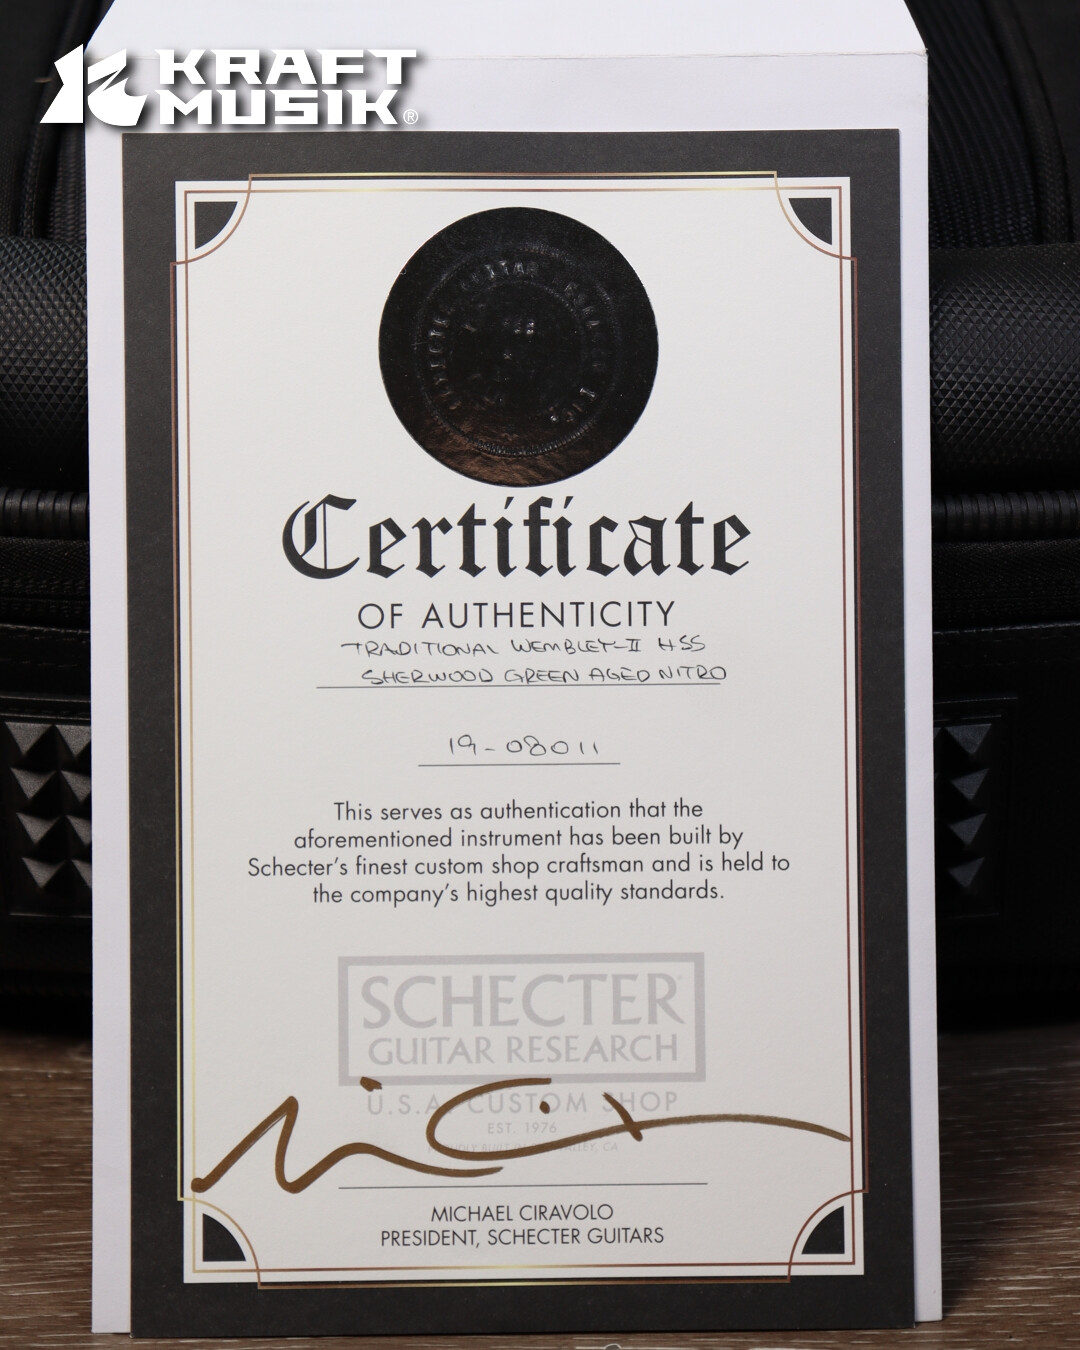 KRAFT
MUSIK®
Certificate
OF AUTHENTICITY
TRADITIONAL WEMBLEY-II HSS
SHERWOOD GREEN AGED NITRO
19-08011
This serves as authentication that the
aforementioned instrument has been built by
Schecter's finest custom shop craftsman and is held to
the company's highest quality standards.
SCHECTER
GUITAR RESEARCH
U.S.A. CUSTOM SHOP
EST. 1976
MICHAEL CIRAVOLO
PRESIDENT, SCHECTER GUITARS